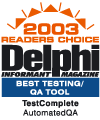 2003
READERS CHOICE
Delphi
INFORMANT MAGAZINE
BEST TESTING/
QA TOOL
TestComplete
AutomatedQA